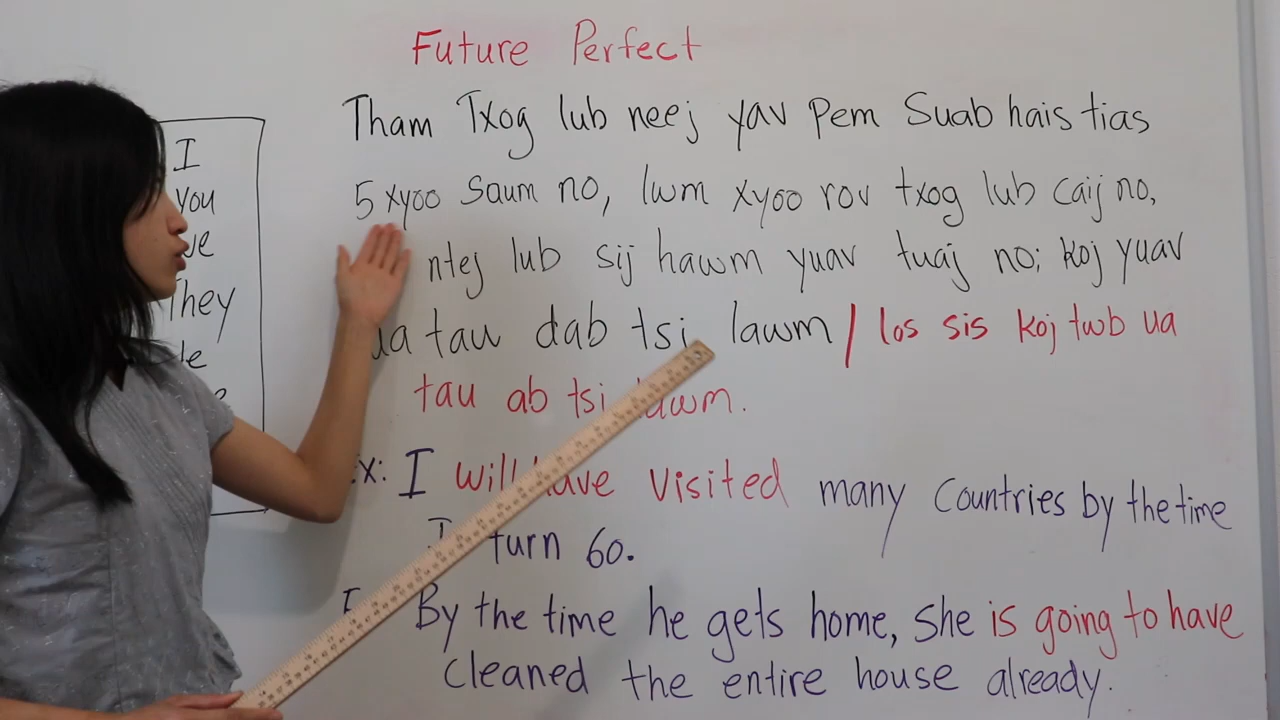 Future Perfect
Tham Txog lub neej yav pem Suab hais tias
5 xyoo Saum no, lwm xyoo rov txog lub caij no,
ntej lub sij hawm yuav tuaj no; koj yuav
ua tau dab tsi lawm / los sis koj twb ua
tau ab tsi lawm.
Ex: I will have visited many Countries by the time
I turn 60.
By the time he gets home, She is going to have
cleaned the entire house already.
I
You
We
They